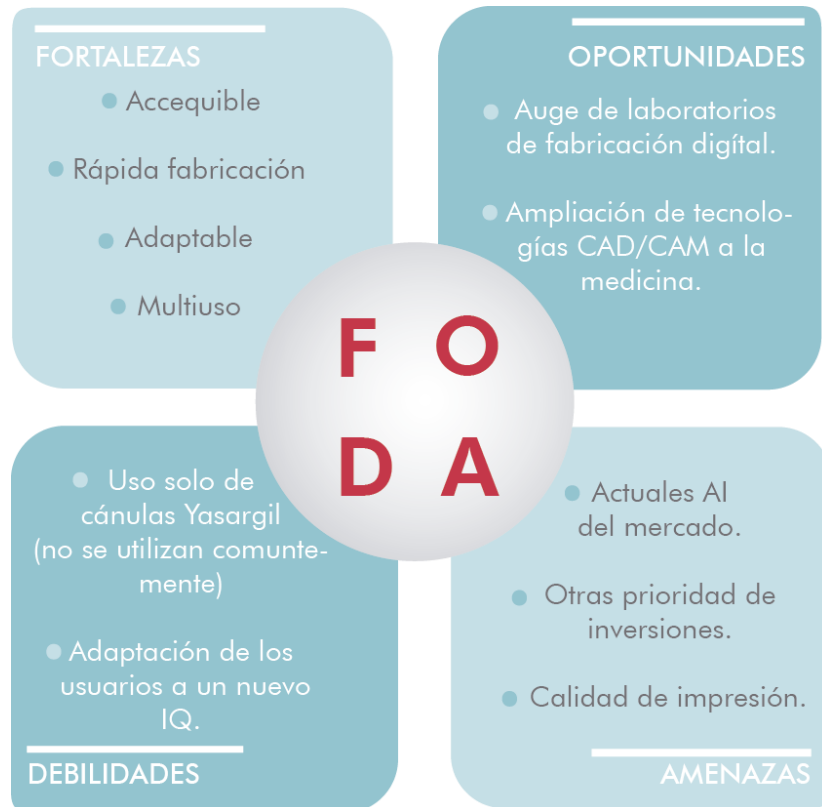 FORTALEZAS
Accequible
Rápida fabricación
Adaptable
Multiuso
OPORTUNIDADES
Auge de laboratorios
de fabricación digítal.
Ampliación de tecnolo-
gías CAD/CAM a la
medicina.
F O
D A
Uso solo de
cánulas Yasargil
(no se utilizan comunte-
mente)
Adaptación de los
usuarios a un nuevo
IQ.
DEBILIDADES
Actuales AI
del mercado.
Otras prioridad de
inversiones.
Calidad de impresión.
AMENAZAS